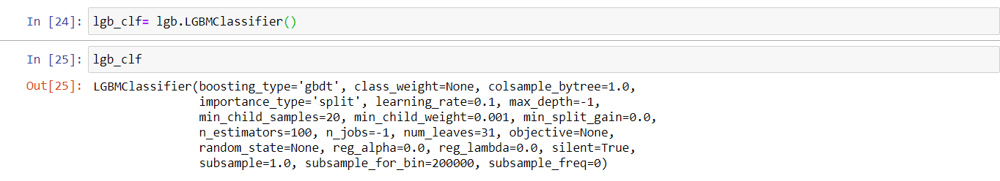 In [24]: lgb_clf= lgb.LGBMClassifier()
In [25]: lgb_clf
Out[25]: LGBMClassifier(boosting_type='gbdt', class_weight=None, colsample_bytree=1.0,
importance_type='split', learning_rate=0.1, max_depth=-1,
min_child_samples=20, min_child_weight=0.001, min_split_gain=0.0,
n_estimators=100, n_jobs=-1, num_leaves=31, objective=None,
random_state=None, reg_alpha=0.0, reg_lambda=0.0, silent=True,
subsample=1.0, subsample_for_bin=200000, subsample_freq=0)